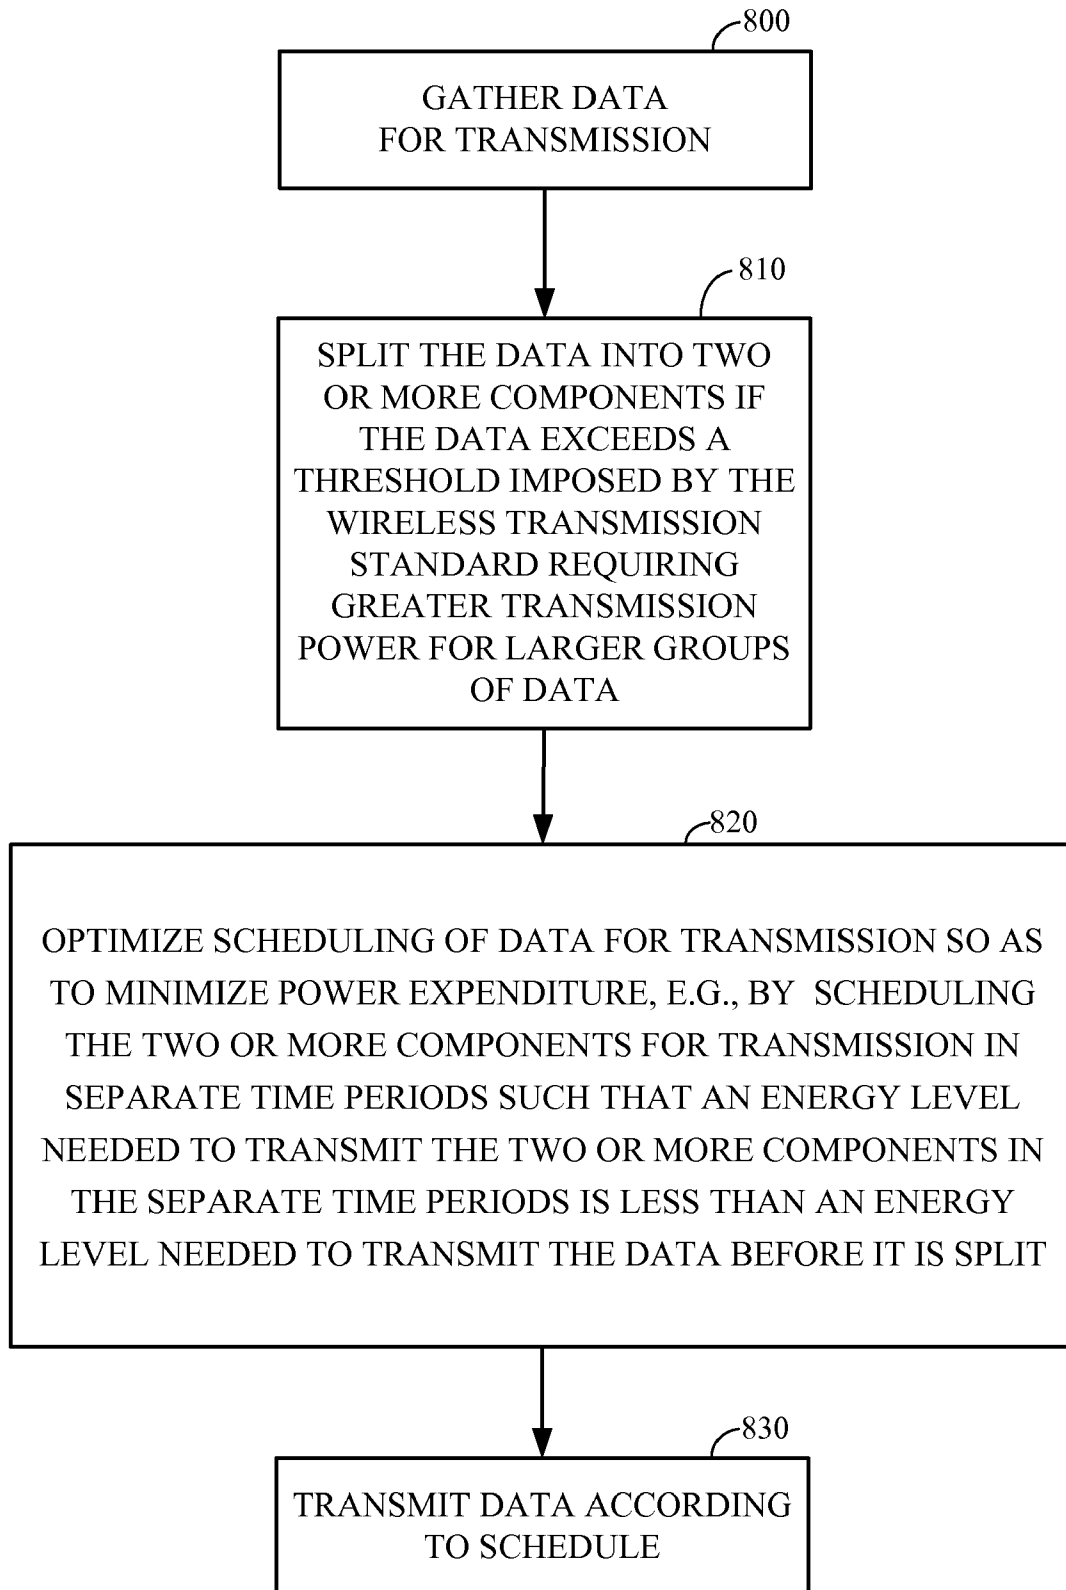 800
GATHER DATA
FOR TRANSMISSION
810
SPLIT THE DATA INTO TWO
OR MORE COMPONENTS IF
THE DATA EXCEEDS A
THRESHOLD IMPOSED BY THE
WIRELESS TRANSMISSION
STANDARD REQUIRING
GREATER TRANSMISSION
POWER FOR LARGER GROUPS
OF DATA
820
OPTIMIZE SCHEDULING OF DATA FOR TRANSMISSION SO AS
TO MINIMIZE POWER EXPENDITURE, E.G., BY SCHEDULING
THE TWO OR MORE COMPONENTS FOR TRANSMISSION IN
SEPARATE TIME PERIODS SUCH THAT AN ENERGY LEVEL
NEEDED TO TRANSMIT THE TWO OR MORE COMPONENTS IN
THE SEPARATE TIME PERIODS IS LESS THAN AN ENERGY
LEVEL NEEDED TO TRANSMIT THE DATA BEFORE IT IS SPLIT
830
TRANSMIT DATA ACCORDING
TO SCHEDULE